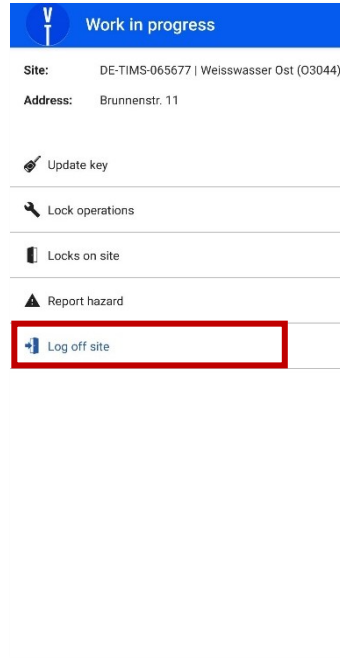 VT
Work in progress
Site: DE-TIMS-065677 | Weisswasser Ost (O3044)
Address: Brunnenstr. 11
Update key
Lock operations
Locks on site
Report hazard
Log off site